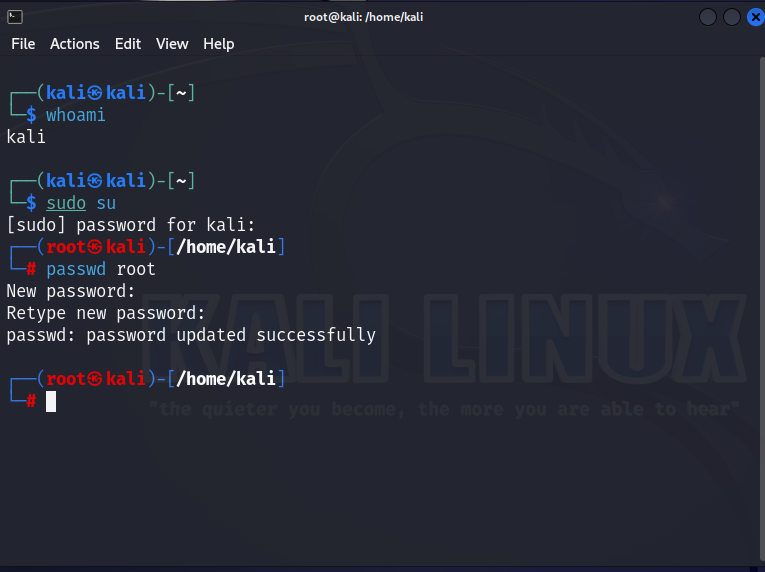 root@kali: /home/kali
File Actions Edit View Help
┌──(kali㉿kali)-[~]
└─$ whoami
kali
┌──(kali㉿kali)-[~]
└─$ sudo su
[sudo] password for kali:
┌──(root㉿kali)-[/home/kali]
└─# passwd root
New password:
Retype new password:
passwd: password updated successfully
┌──(root㉿kali)-[/home/kali]
└─#
KALI LINUX
"the quieter you become, the more you are able to hear"